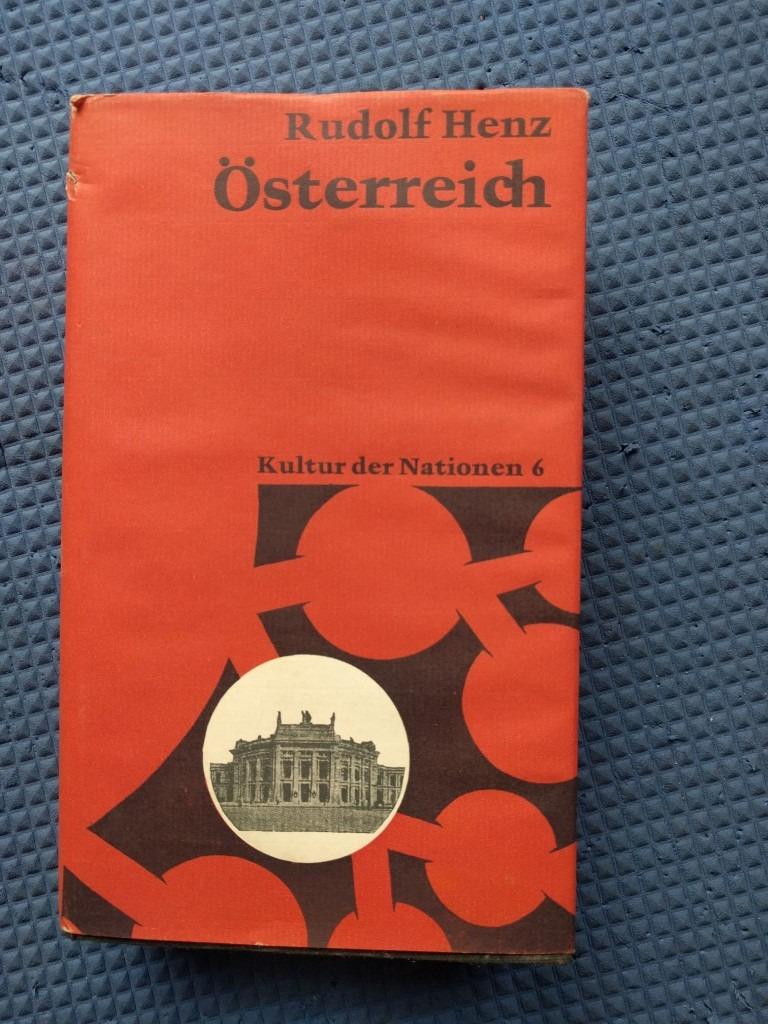 Rudolf Henz
Österreich
Kultur der Nationen 6